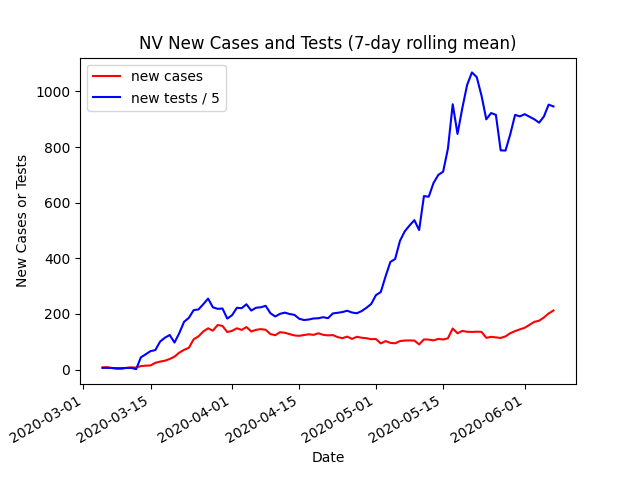 NV New Cases and Tests (7-day rolling mean)
new cases
new tests / 5
New Cases or Tests
1000
800
600
400
200
0
2020-03-01
2020-03-15
2020-04-01
2020-04-15
2020-05-01
2020-05-15
2020-06-01
Date